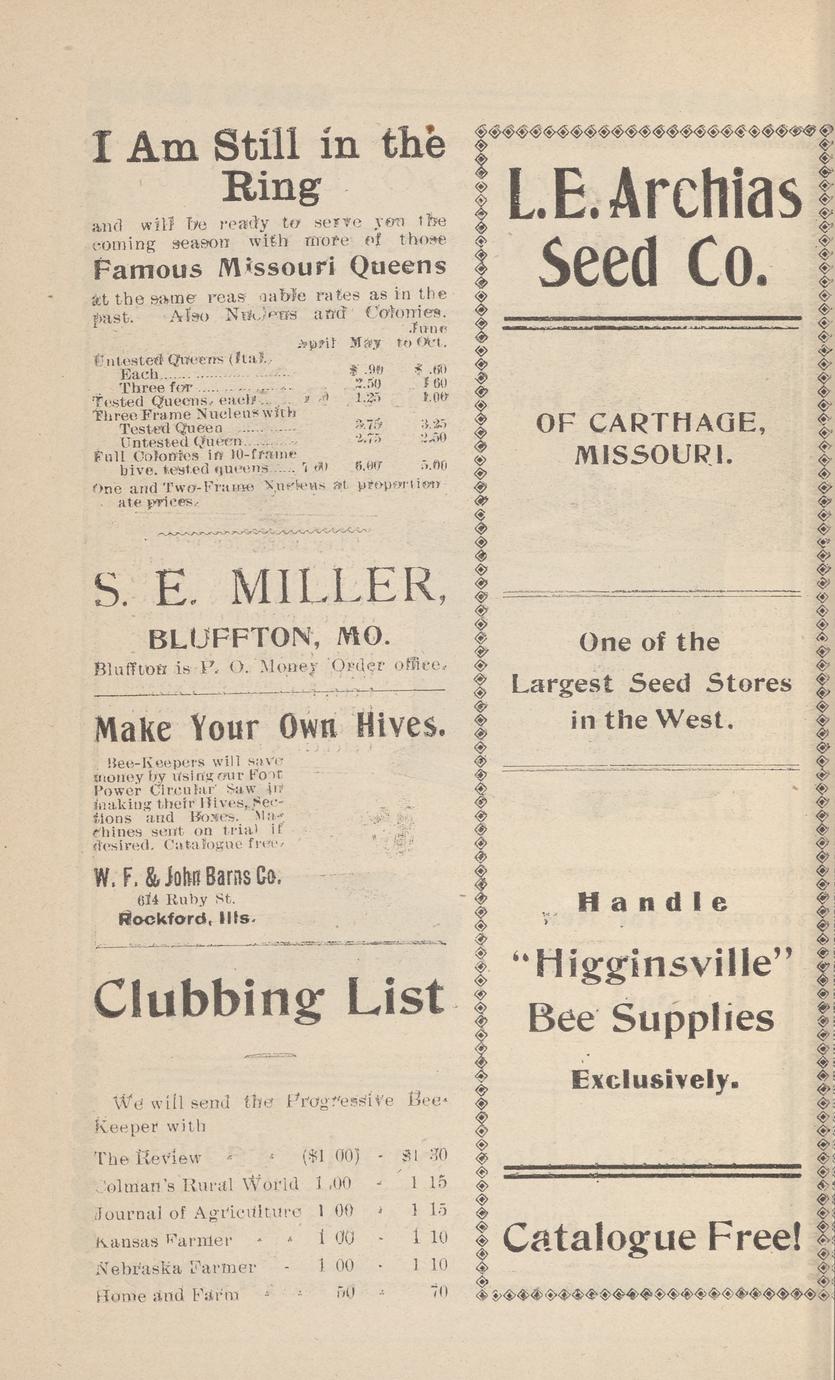 I Am Still in the
Ring
and will be ready to serve you the
coming season with more of those
Famous Missouri Queens
at the same reasonable rates as in the
past. Also Nucleus and Colonies.
June
April May to Oct.
Untested Queens (Ital.
Each............ $ .90 $ .60
Three for............ 2.50 1 60
Tested Queens, each...... 1.25 1.00
Three Frame Nucleus with
Tested Queen............ 3.75 3.25
Untested Queen............ 2.75 2.50
Full Colonies in 10-frame
hive, tested queens..... 7 00 6.00 5.00
One and Two-Frame Nucleus at proportion-
ate prices.
S. E. MILLER,
BLUFFTON, MO.
Bluffton is P. O. Money Order office.
Make Your Own Hives.
Bee-Keepers will save
money by using our Foot
Power Circular Saw in
making their Hives, Sec-
tions and Boxes. Ma-
chines sent on trial if
desired. Catalogue free.
W. F. & John Barns Co.
614 Ruby St.
Rockford, Ills.
Clubbing List
We will send the Progressive Bee-
Keeper with
The Review - - ($1 00) - $1 30
Colman's Rural World 1.00 - 1 15
Journal of Agriculture 1 00 - 1 15
Kansas Farmer - - 1 00 - 1 10
Nebraska Farmer - 1 00 - 1 10
Home and Farm - - 50 - 70
L.E. Archias
Seed Co.
OF CARTHAGE,
MISSOURI.
One of the
Largest Seed Stores
in the West.
Handle
“Higginsville”
Bee Supplies
Exclusively.
Catalogue Free!